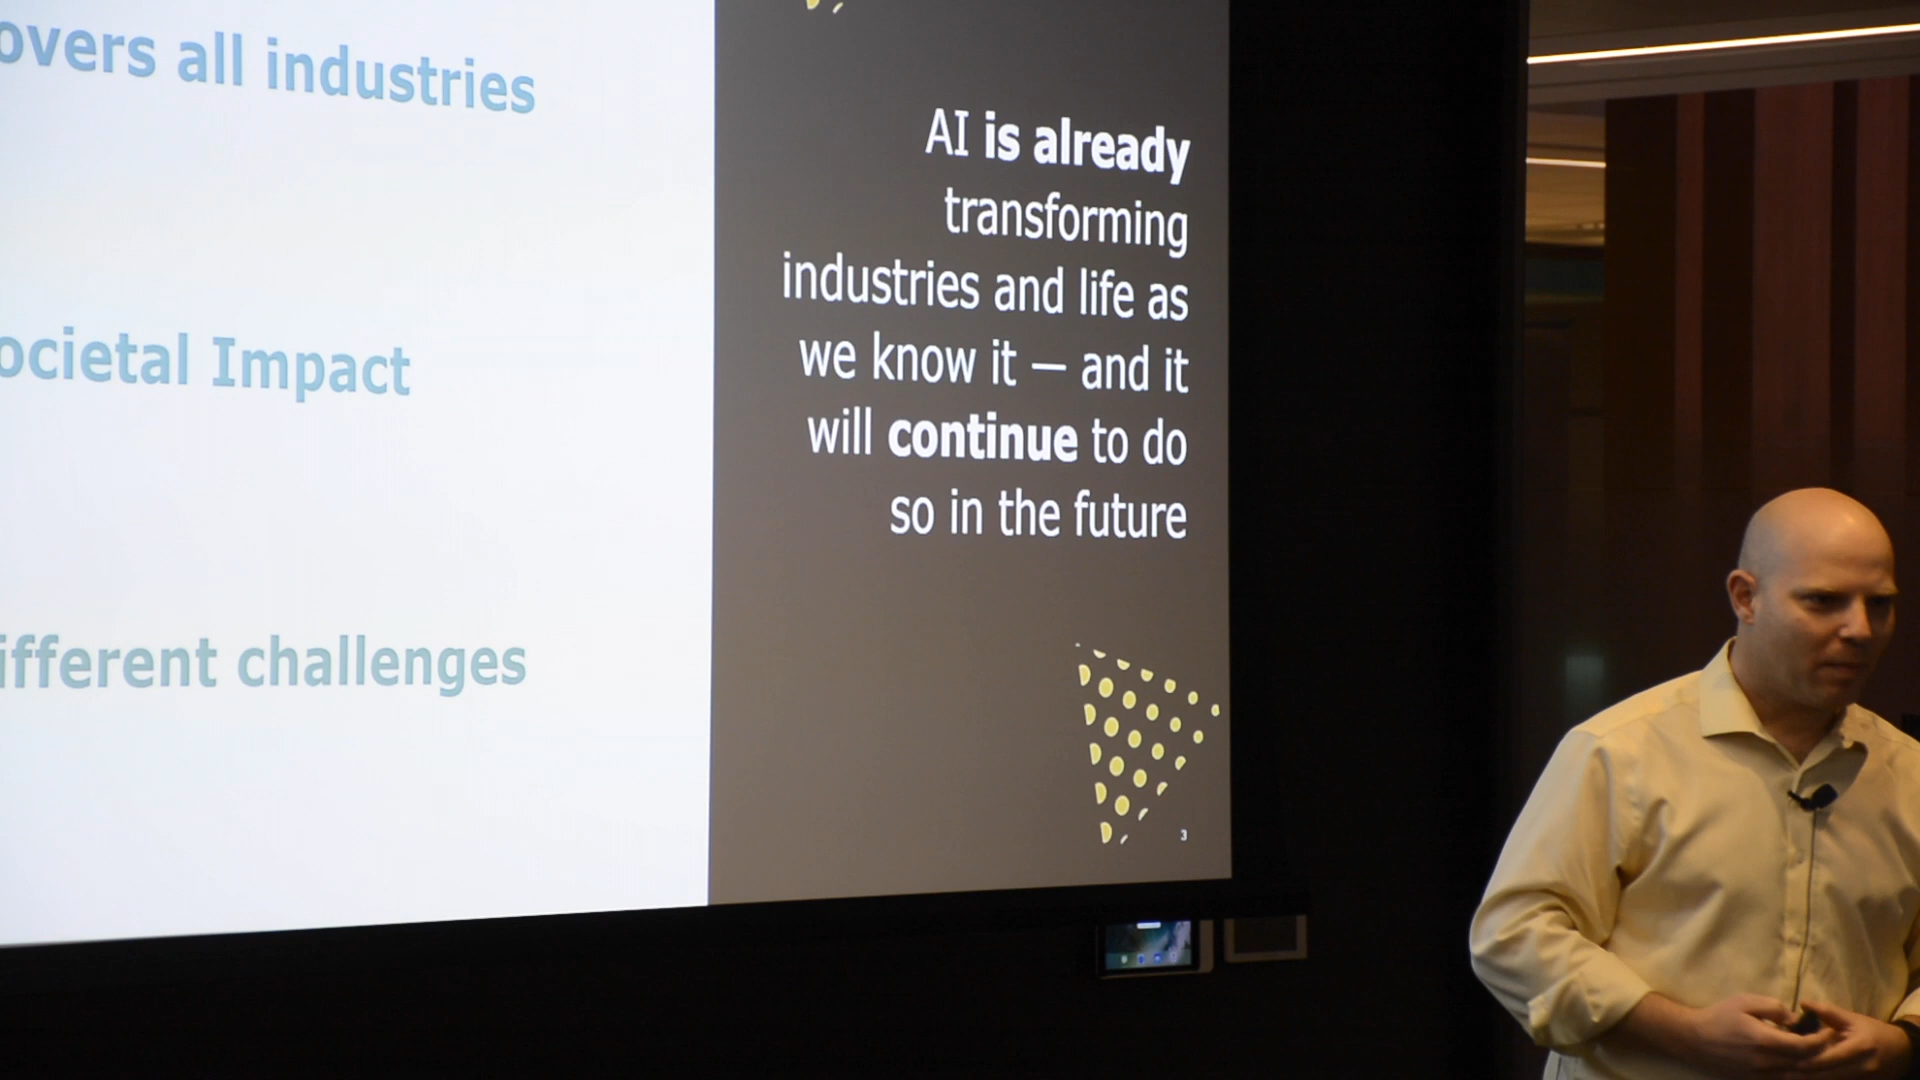 overs all industries
ocietal Impact
ifferent challenges
AI is already
transforming
industries and life as
we know it — and it
will continue to do
so in the future
3